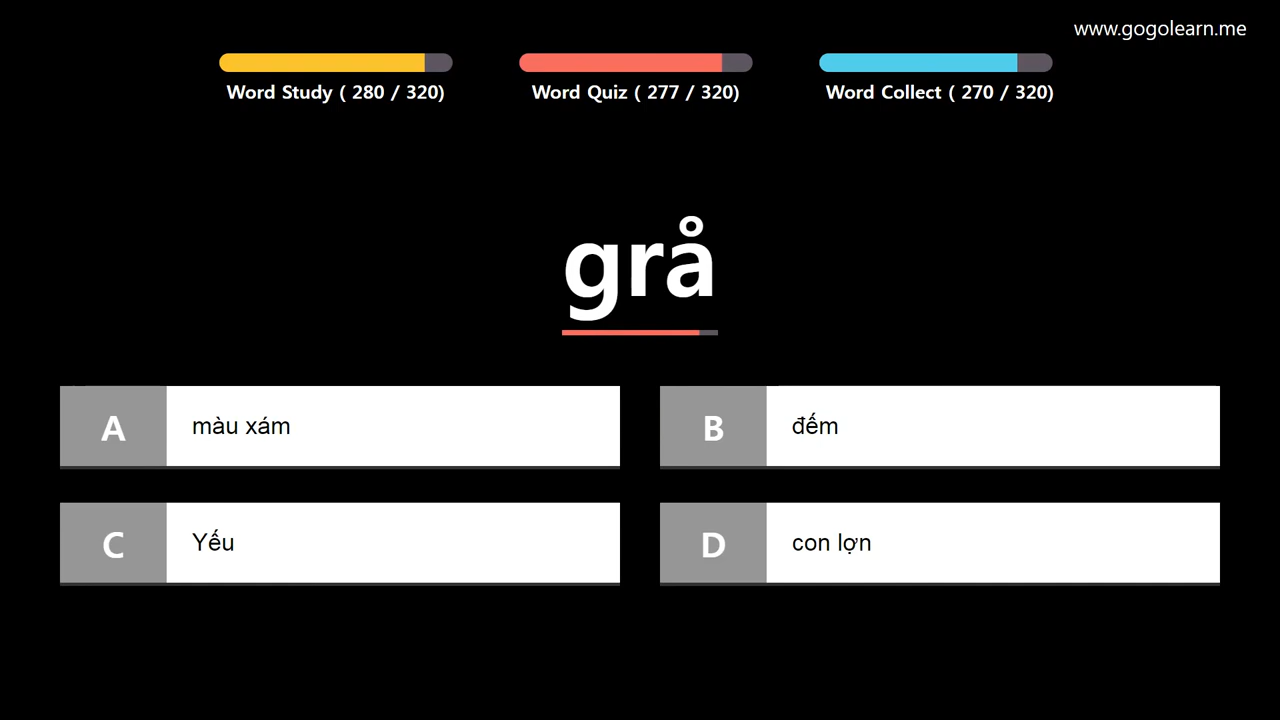 www.gogolearn.me
Word Study ( 280 / 320)
Word Quiz ( 277 / 320)
Word Collect ( 270 / 320)
grå
A màu xám
B đếm
C Yếu
D con lợn